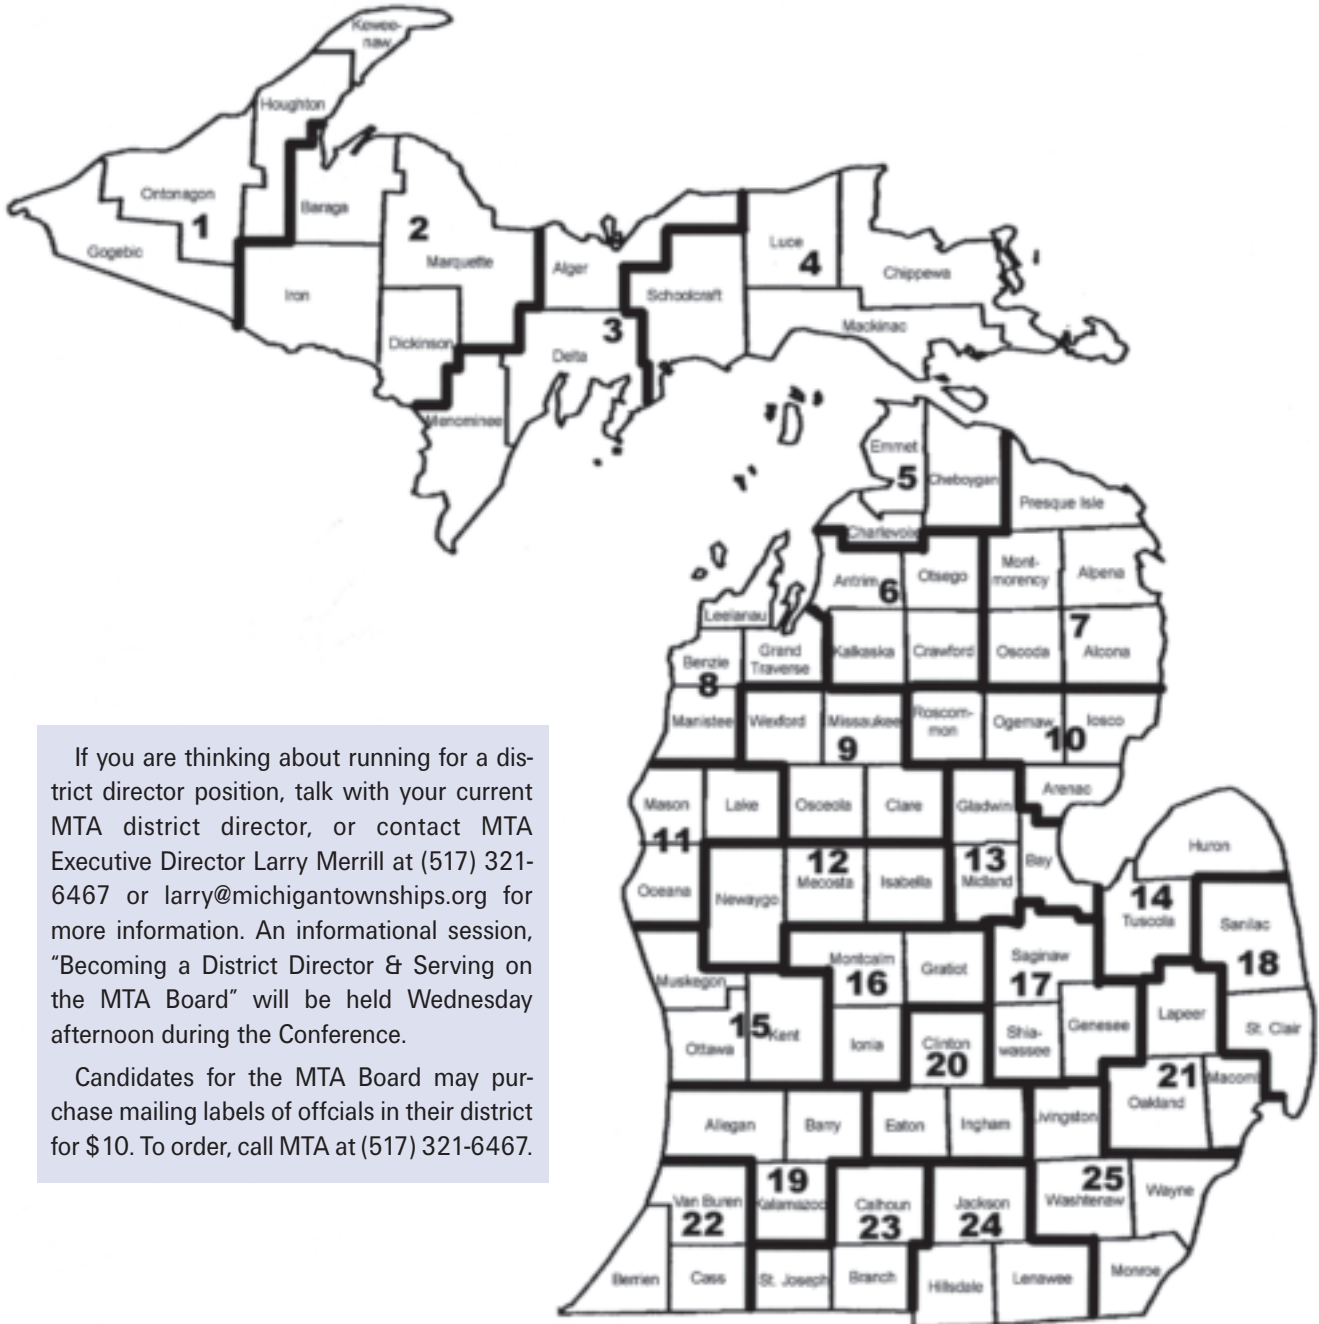 Kewee-
naw
Houghton
Ontonagon
1
Gogebic
Baraga
2
Marquette
Iron
Dickinson
Alger
3
Delta
Menominee
Schoolcraft
Luce
4
Chippewa
Mackinac
Emmet
5
Cheboygan
Presque Isle
Charlevoix
Antrim
6
Otsego
Mont-
morency
Alpena
Leelanau
Benzie
Grand
Traverse
Kalkaska
Crawford
Oscoda
7
Alcona
8
Manistee
Wexford
Missaukee
9
Roscom-
mon
Ogemaw
Iosco
10
Arenac
Mason
Lake
Osceola
Clare
Gladwin
11
Oceana
Newaygo
12
Mecosta
Isabella
13
Midland
Bay
Huron
14
Tuscola
Sanilac
18
Muskegon
Montcalm
16
Gratiot
Saginaw
17
15
Kent
Ottawa
Ionia
Clinton
20
Shia-
wassee
Genesee
Lapeer
St. Clair
21
Oakland
Macomb
Allegan
Barry
Eaton
Ingham
Livingston
Van Buren
22
19
Kalamazoo
Calhoun
23
Jackson
24
25
Washtenaw
Wayne
Berrien
Cass
St. Joseph
Branch
Hillsdale
Lenawee
Monroe
If you are thinking about running for a dis-
trict director position, talk with your current
MTA district director, or contact MTA
Executive Director Larry Merrill at (517) 321-
6467 or larry@michigantownships.org for
more information. An informational session,
“Becoming a District Director & Serving on
the MTA Board” will be held Wednesday
afternoon during the Conference.
Candidates for the MTA Board may pur-
chase mailing labels of offcials in their district
for $10. To order, call MTA at (517) 321-6467.